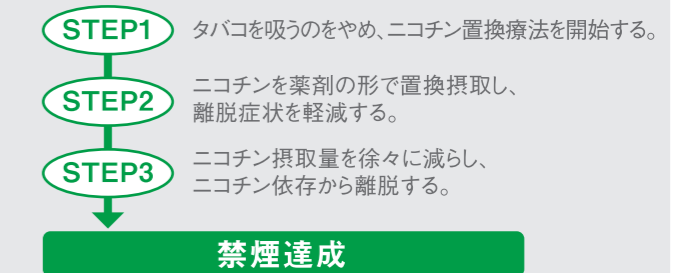 STEP1 タバコを吸うのをやめ、ニコチン置換療法を開始する。
STEP2 ニコチンを薬剤の形で置換摂取し、
離脱症状を軽減する。
STEP3 ニコチン摂取量を徐々に減らし、
ニコチン依存から離脱する。
禁煙達成